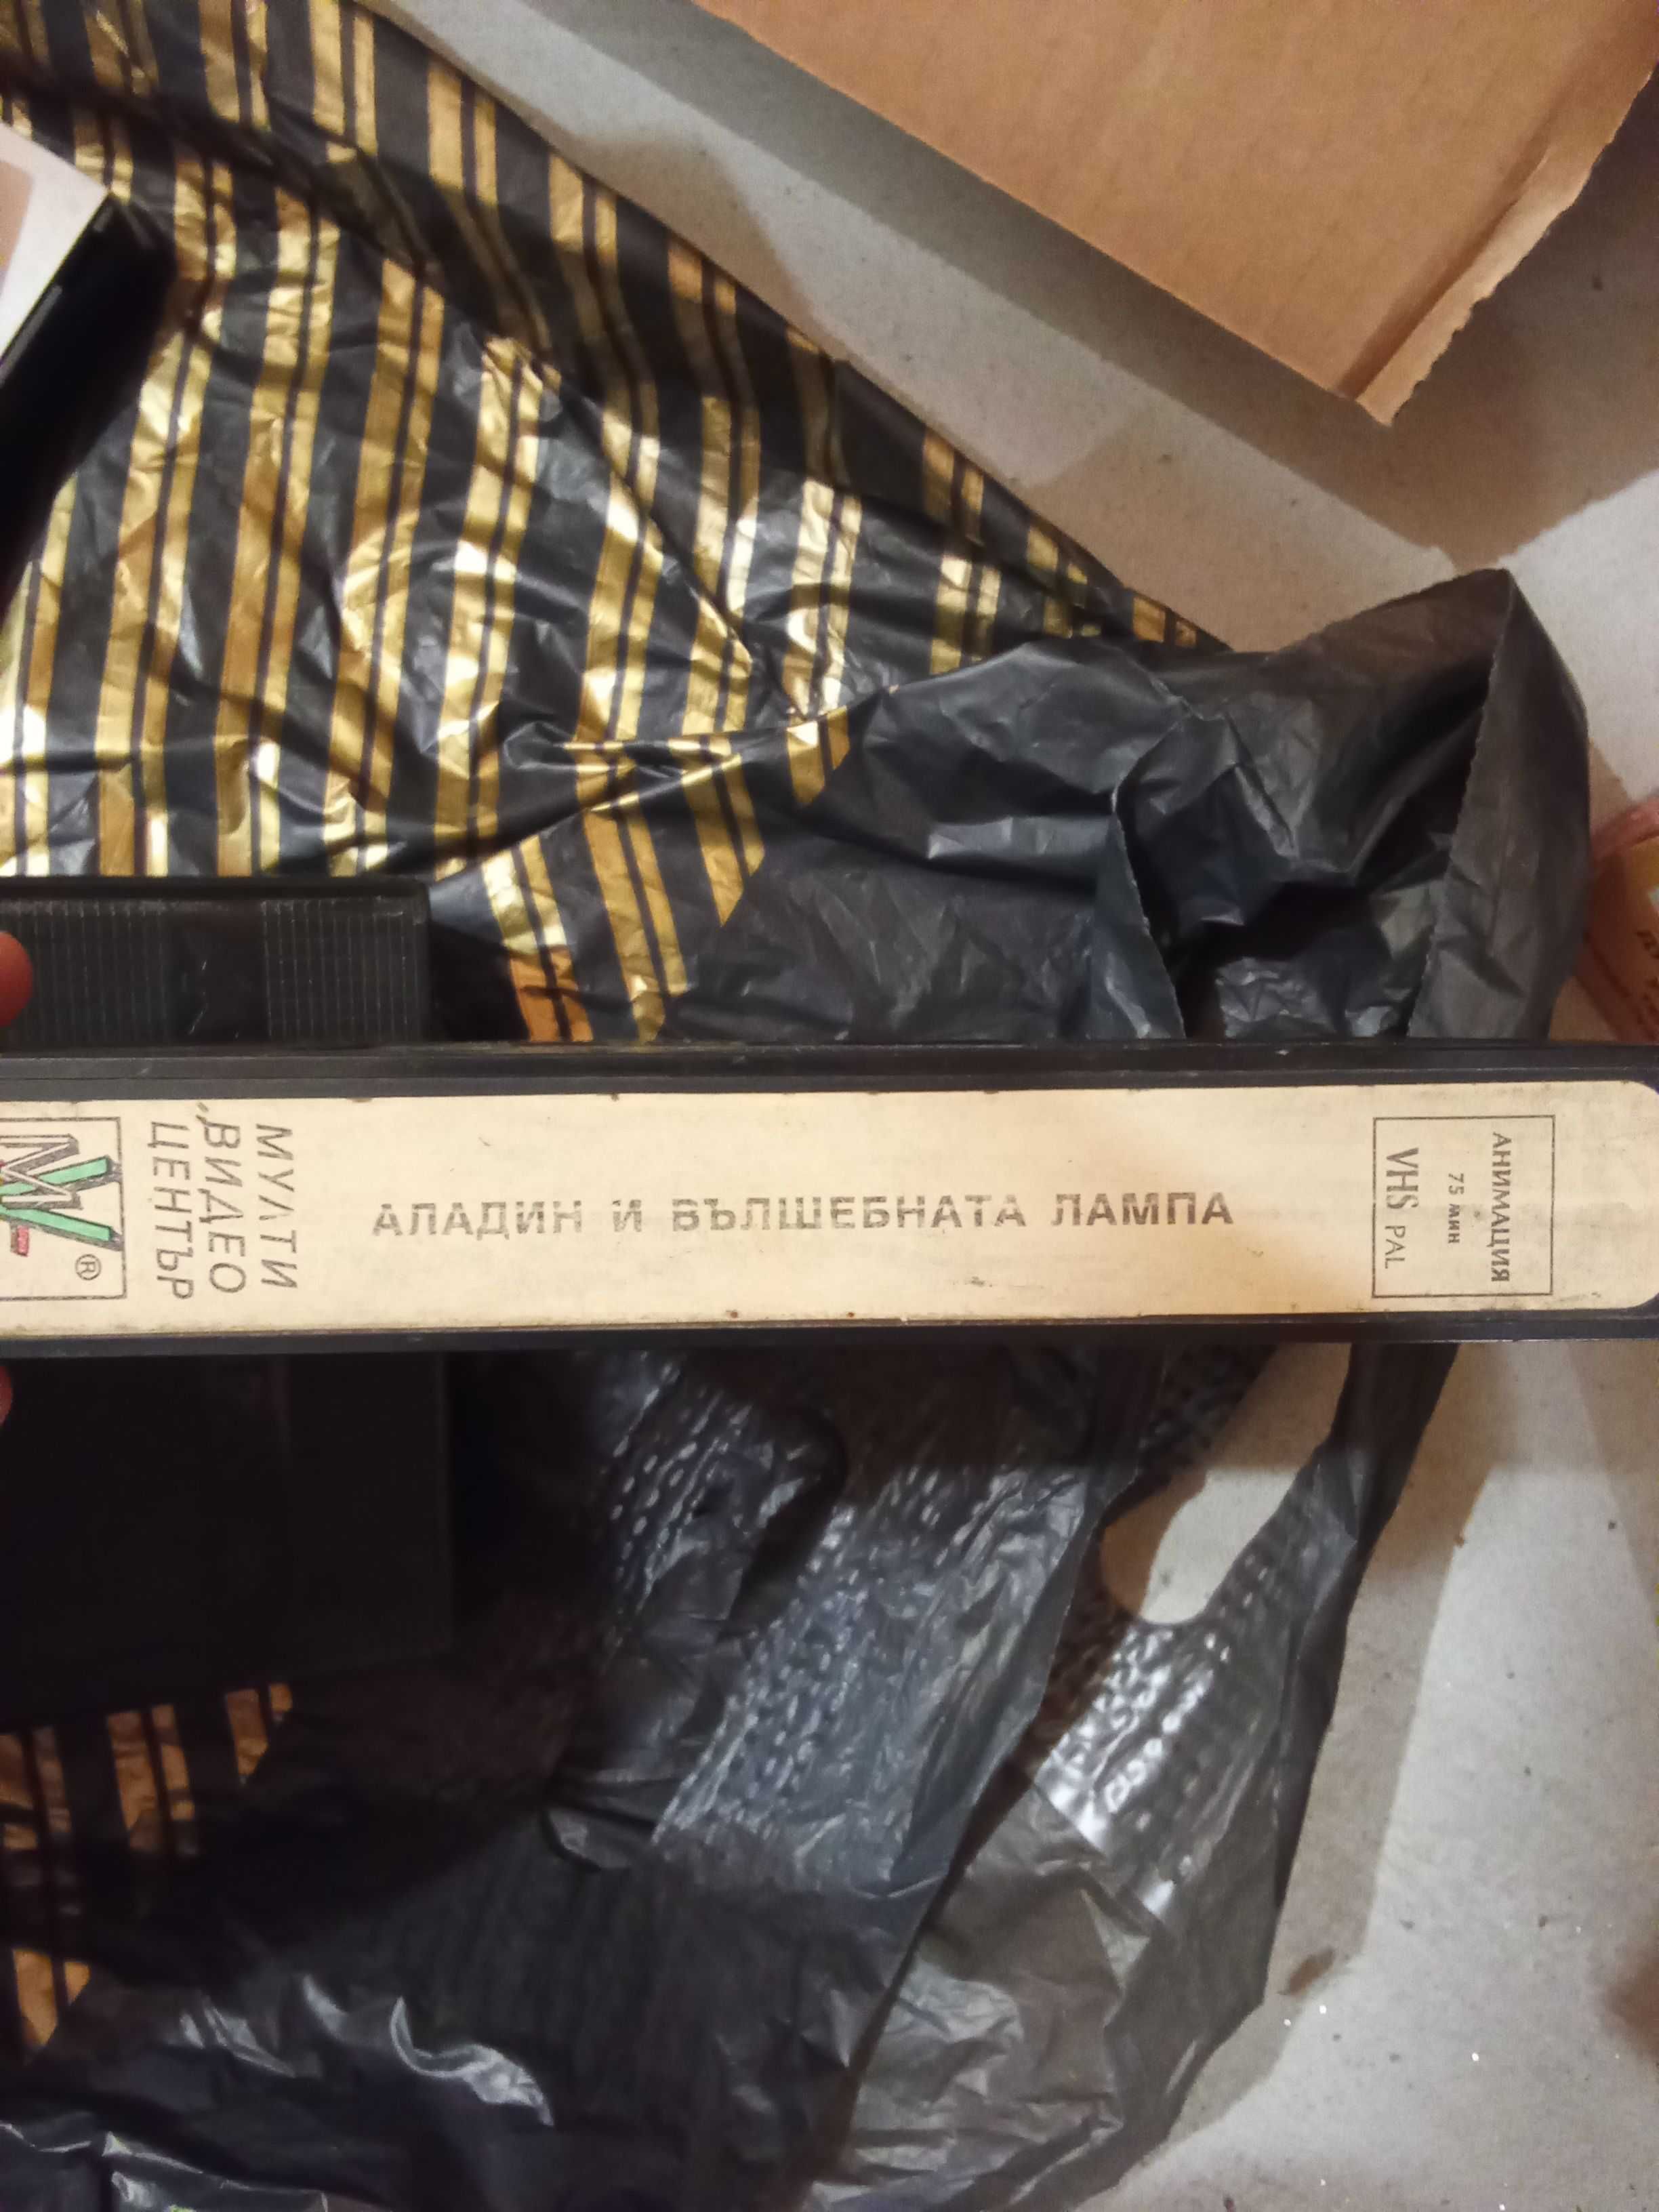 МУЛТИ
ВИДЕО
ЦЕНТЪР
®
АЛАДИН И ВЪЛШЕБНАТА ЛАМПА
АНИМАЦИЯ
75 МИН
VHS PAL